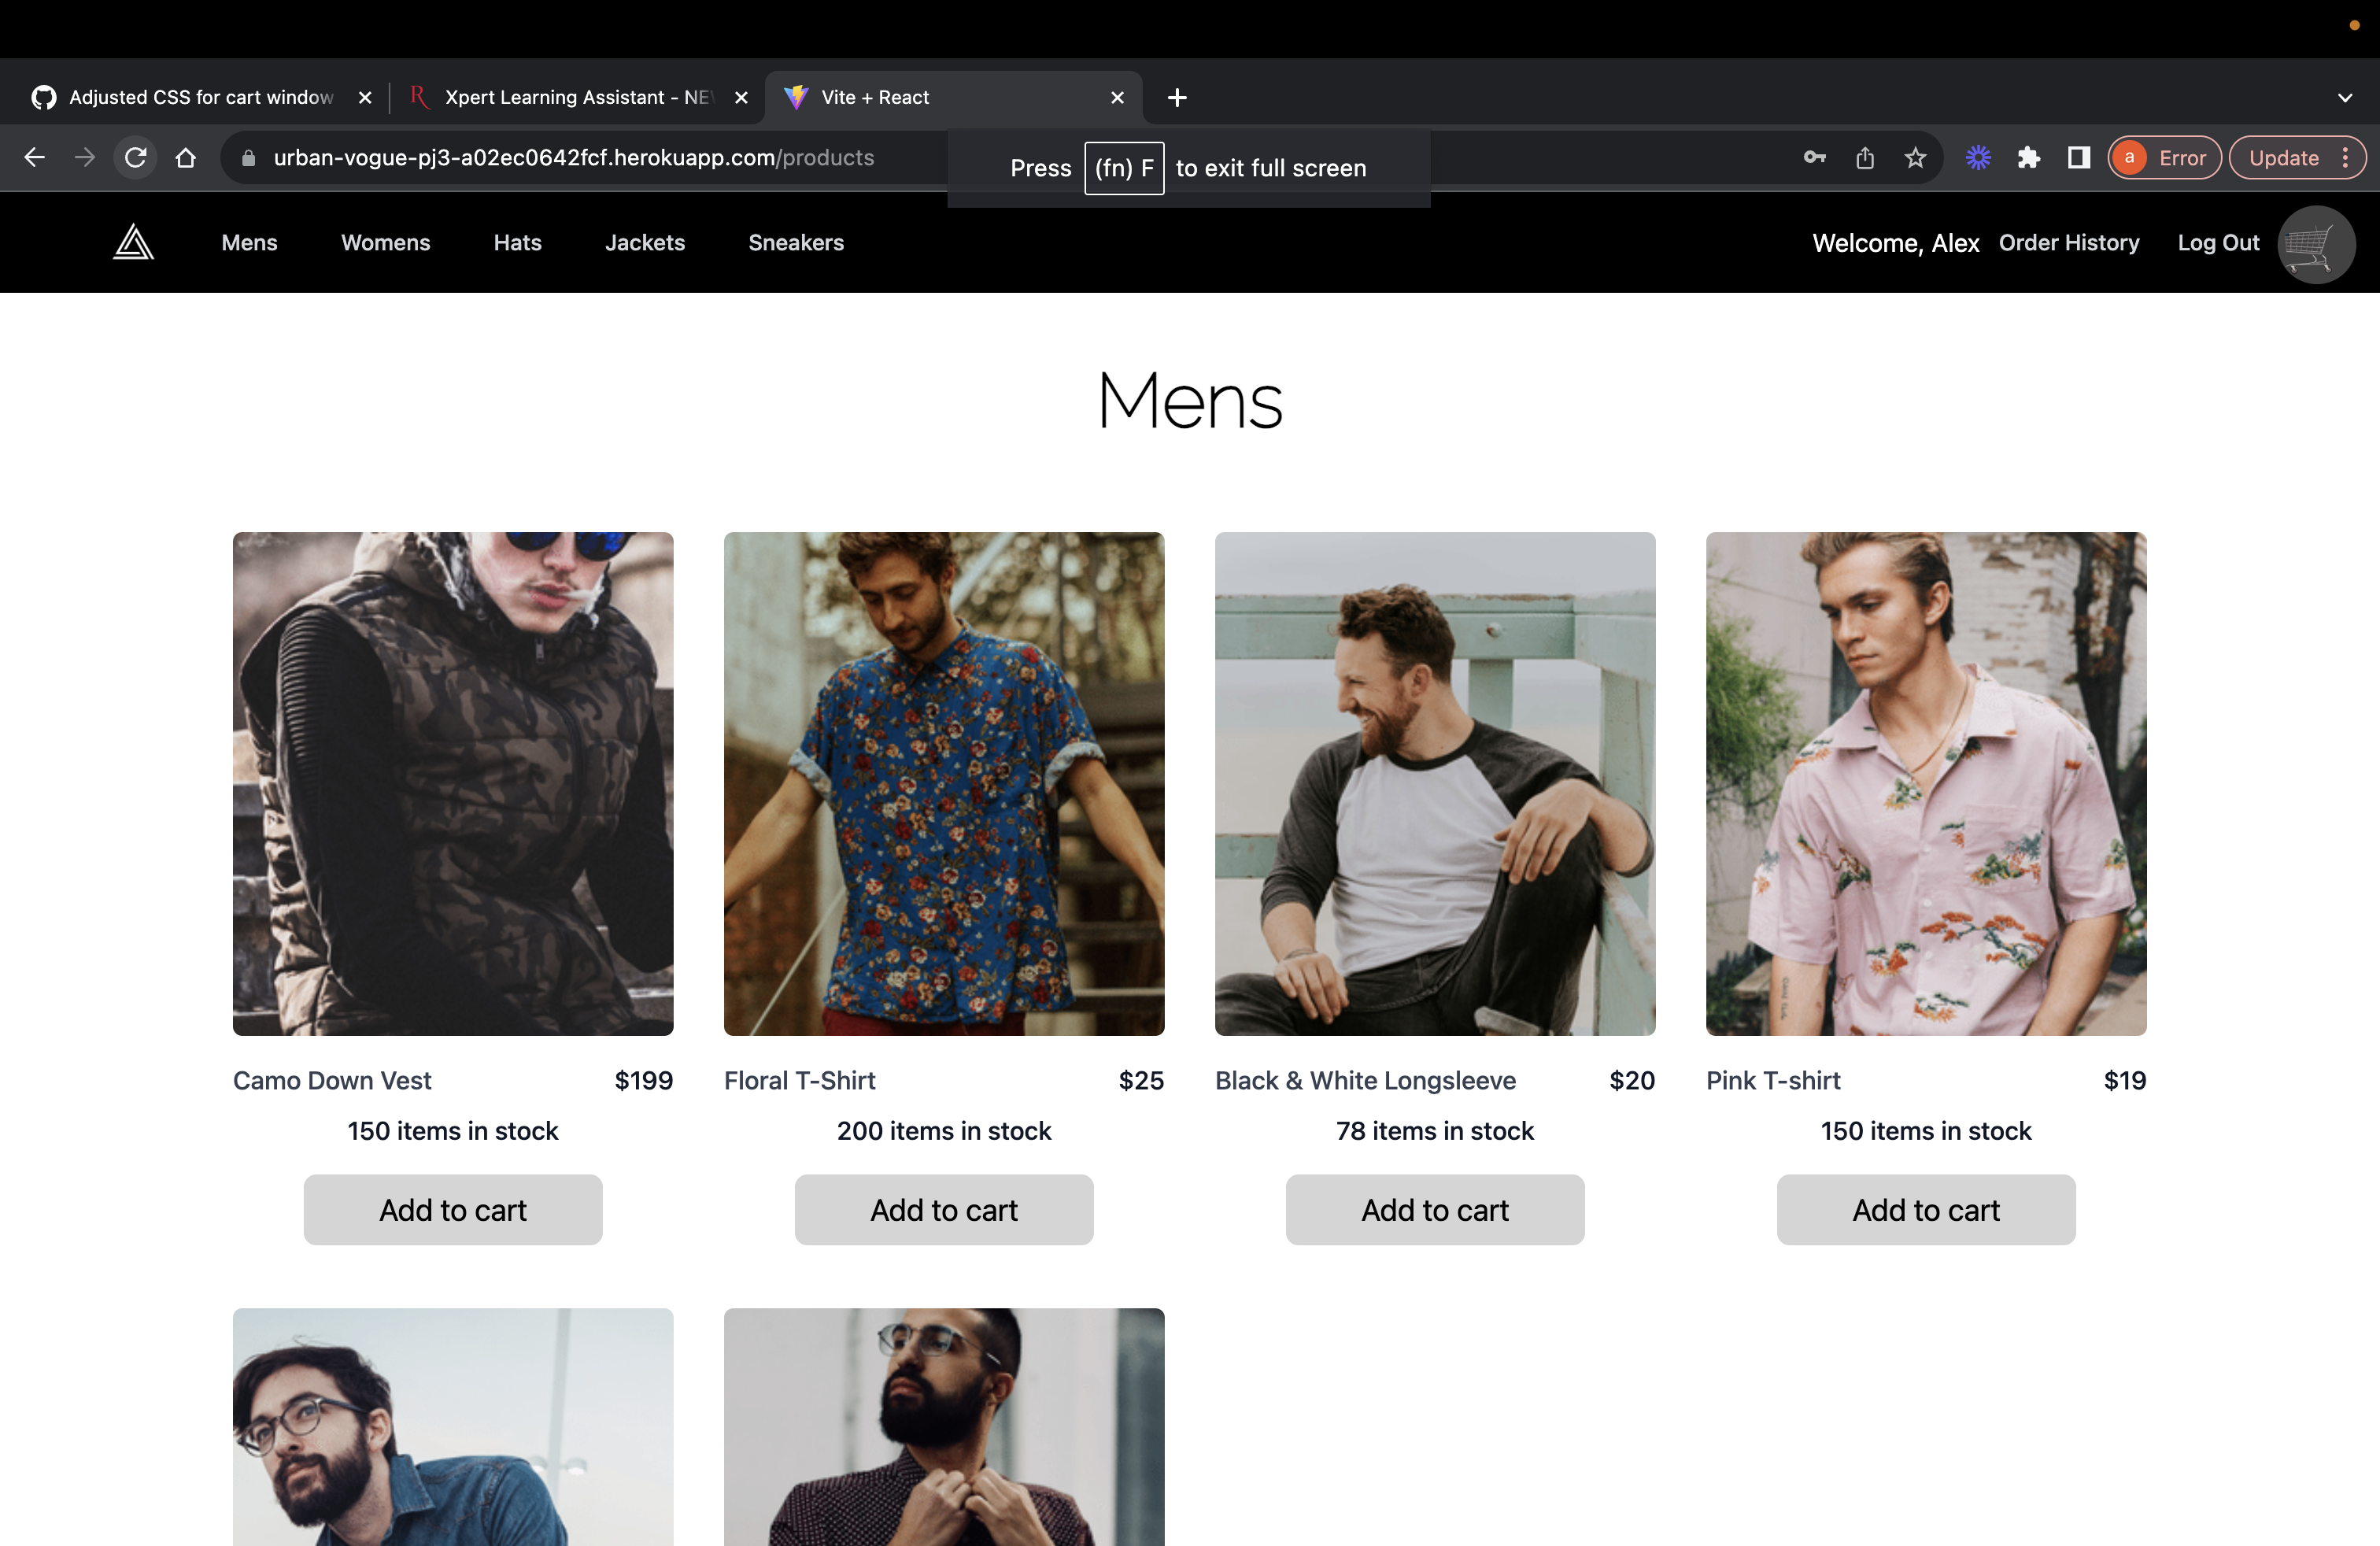 Adjusted CSS for cart window
Xpert Learning Assistant - NE
Vite + React
urban-vogue-pj3-a02ec0642fcf.herokuapp.com/products
Press (fn) F to exit full screen
a Error
Update
Mens Womens Hats Jackets Sneakers
Welcome, Alex Order History Log Out
Mens
Camo Down Vest $199
150 items in stock
Add to cart
Floral T-Shirt $25
200 items in stock
Add to cart
Black & White Longsleeve $20
78 items in stock
Add to cart
Pink T-shirt $19
150 items in stock
Add to cart